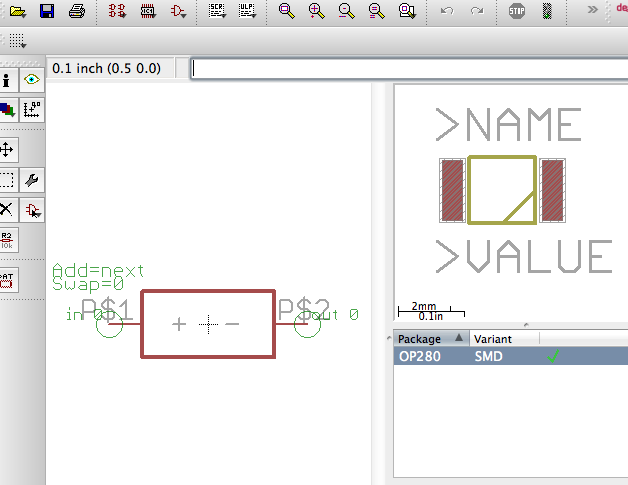 SCR
ULP
STOP
0.1 inch (0.5 0.0)
>NAME
>VALUE
Add=next
Swap=0
P$1
P$2
in 0
out 0
+
-
R2
10k
2mm
0.1in
Package
Variant
OP280
SMD